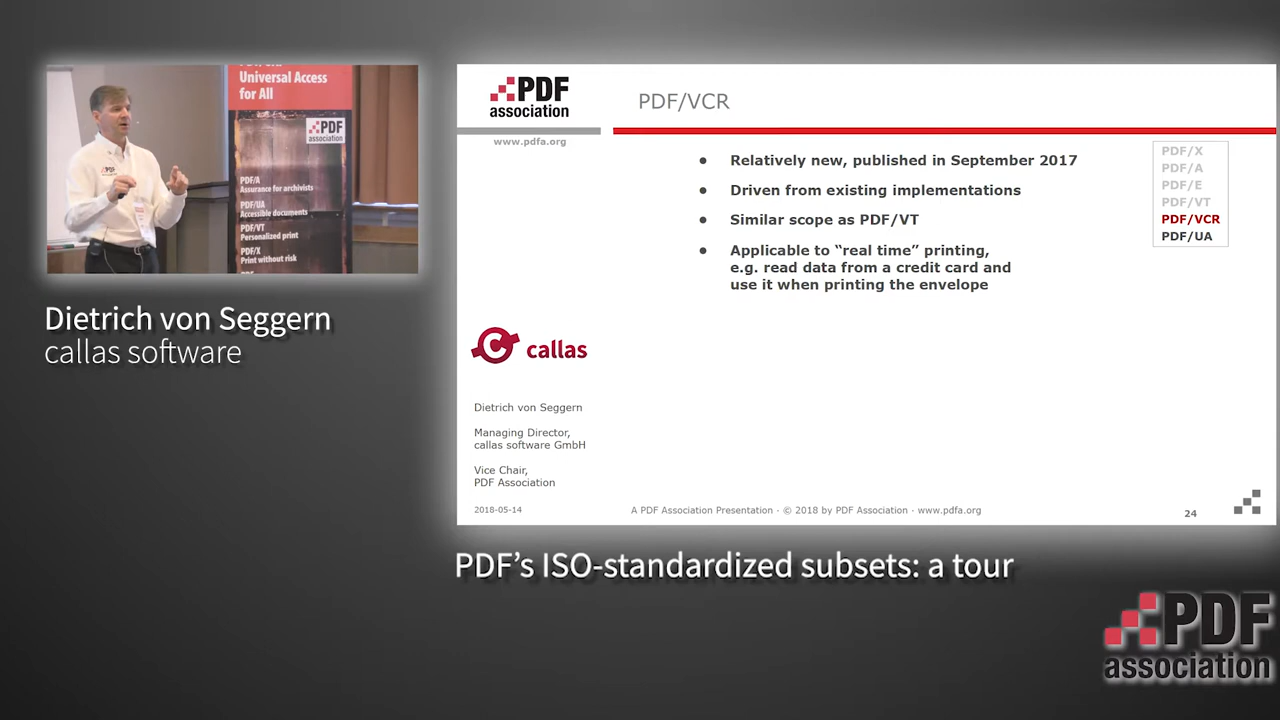 Universal Access
for All
PDF
association
PDF/A
Assurance for archivists
PDF/UA
Accessible documents
PDF/VT
Personalized print
PDF/X
Print without risk
Dietrich von Seggern
callas software
PDF
association
www.pdfa.org
PDF/VCR
● Relatively new, published in September 2017
● Driven from existing implementations
● Similar scope as PDF/VT
● Applicable to “real time” printing,
e.g. read data from a credit card and
use it when printing the envelope
PDF/X
PDF/A
PDF/E
PDF/VT
PDF/VCR
PDF/UA
callas
Dietrich von Seggern
Managing Director,
callas software GmbH
Vice Chair,
PDF Association
2018-05-14
A PDF Association Presentation · © 2018 by PDF Association · www.pdfa.org
24
PDF’s ISO-standardized subsets: a tour
PDF
association